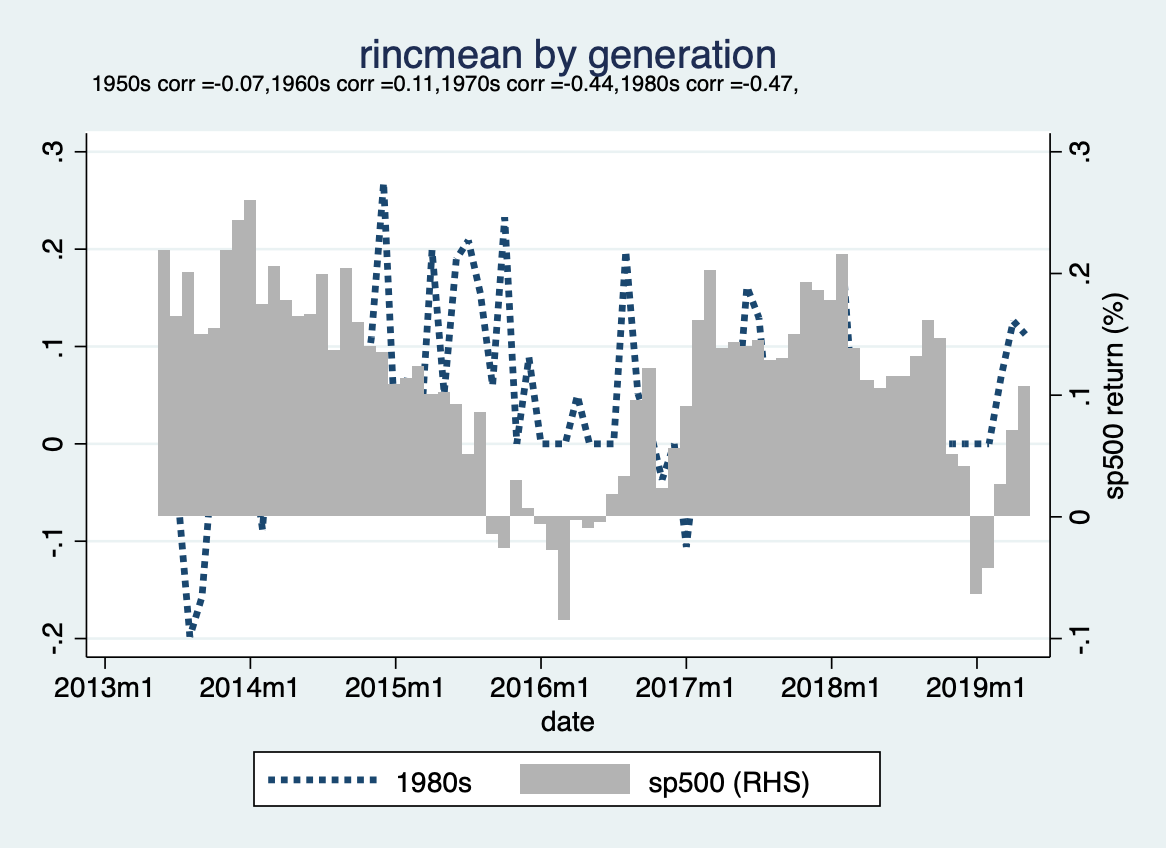 rincmean by generation
1950s corr =-0.07,1960s corr =0.11,1970s corr =-0.44,1980s corr =-0.47,
.3
.2
.1
0
-.1
-.2
.3
.2
.1
0
-.1
sp500 return (%)
2013m1 2014m1 2015m1 2016m1 2017m1 2018m1 2019m1
date
1980s sp500 (RHS)